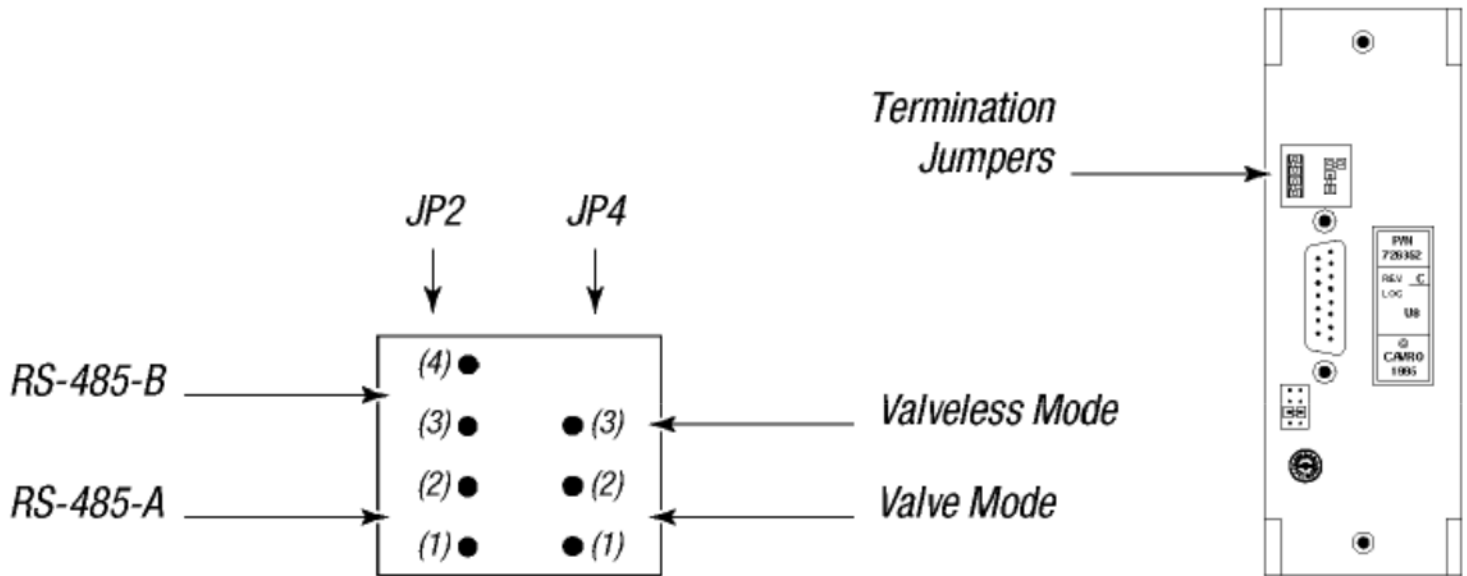 Termination
Jumpers
JP2 JP4
RS-485-B
RS-485-A
(4)
(3) (3)
(2) (2)
(1) (1)
Valveless Mode
Valve Mode
P/N
728352
REV C
LOC
U8
©
CAVRO
1995